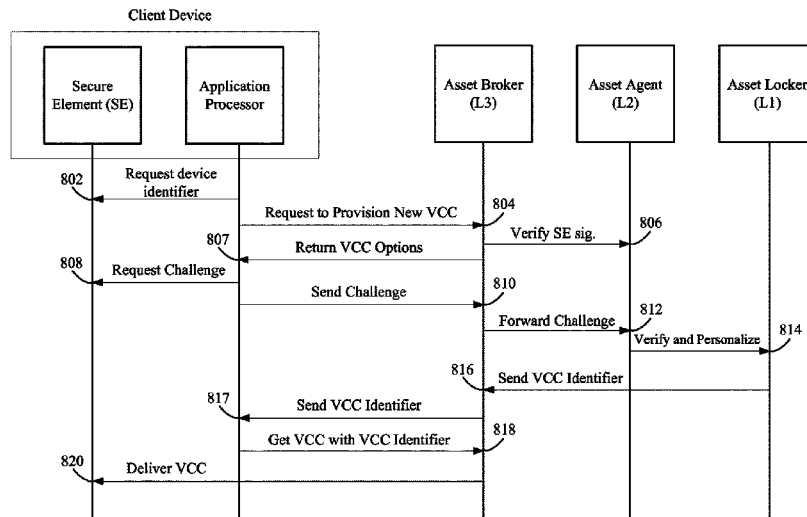 Client Device
Secure
Element (SE)
Application
Processor
Asset Broker
(L3)
Asset Agent
(L2)
Asset Locker
(L1)
802
Request device
identifier
Request to Provision New VCC
804
Verify SE sig.
806
807
Return VCC Options
808
Request Challenge
Send Challenge
810
Forward Challenge
812
Verify and Personalize
814
816
Send VCC Identifier
817
Send VCC Identifier
Get VCC with VCC Identifier
818
820
Deliver VCC